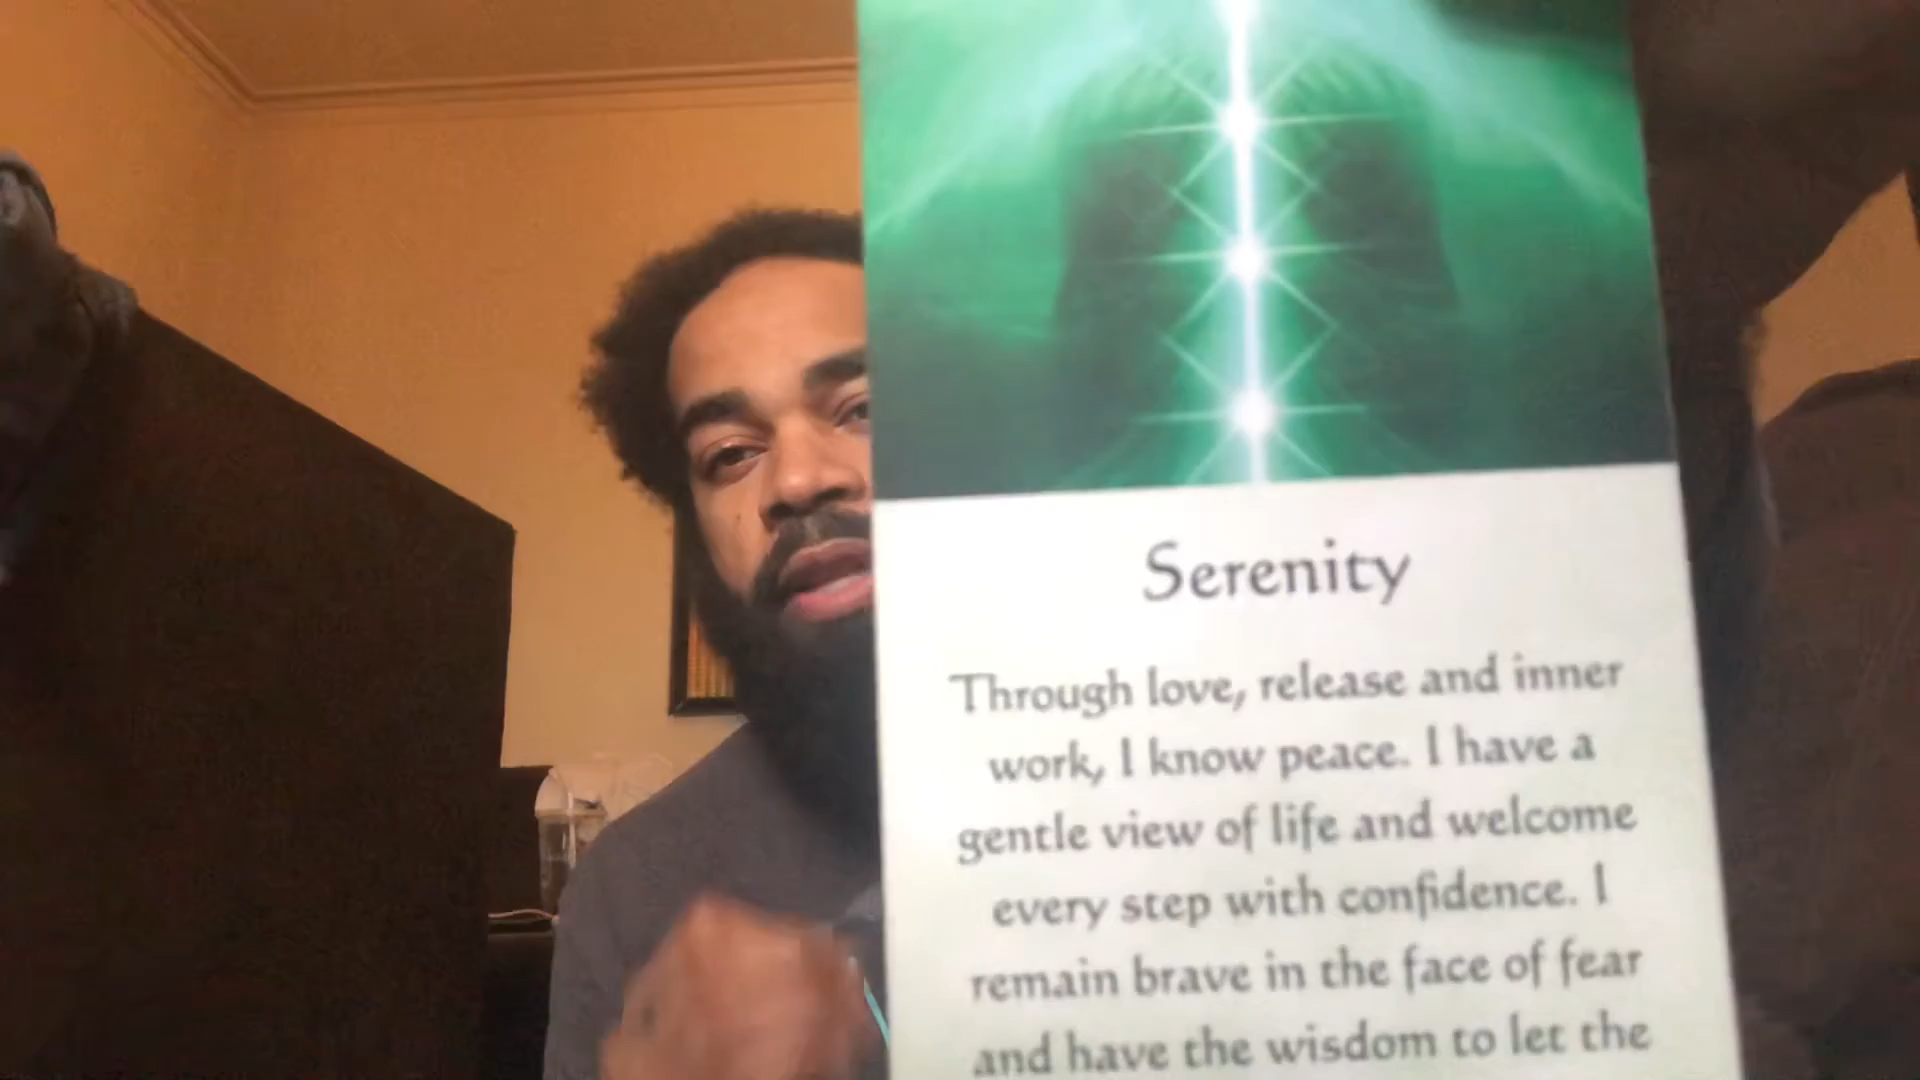 Serenity
Through love, release and inner
work, I know peace. I have a
gentle view of life and welcome
every step with confidence. I
remain brave in the face of fear
and have the wisdom to let the